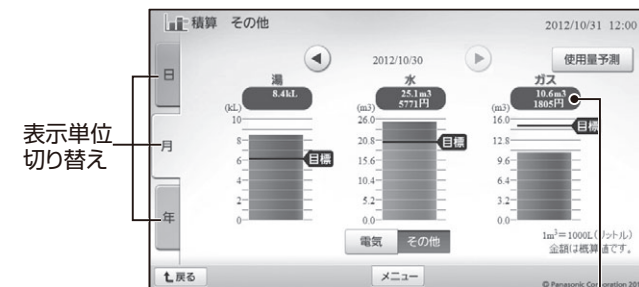 積算 その他
2012/10/31 12:00
日
月
年
表示単位
切り替え
2012/10/30
使用量予測
湯
8.4kL
(kL)
10
8
6
4
2
0
目標
水
25.1m3
5771円
(m3)
26.0
20.8
15.6
10.4
5.2
0.0
目標
ガス
10.6m3
1805円
(m3)
16.0
12.8
9.6
6.4
3.2
0.0
目標
電気 その他
1m³＝1000L(リットル)
金額は概算値です。
戻る
メニュー
© Panasonic Corporation 201